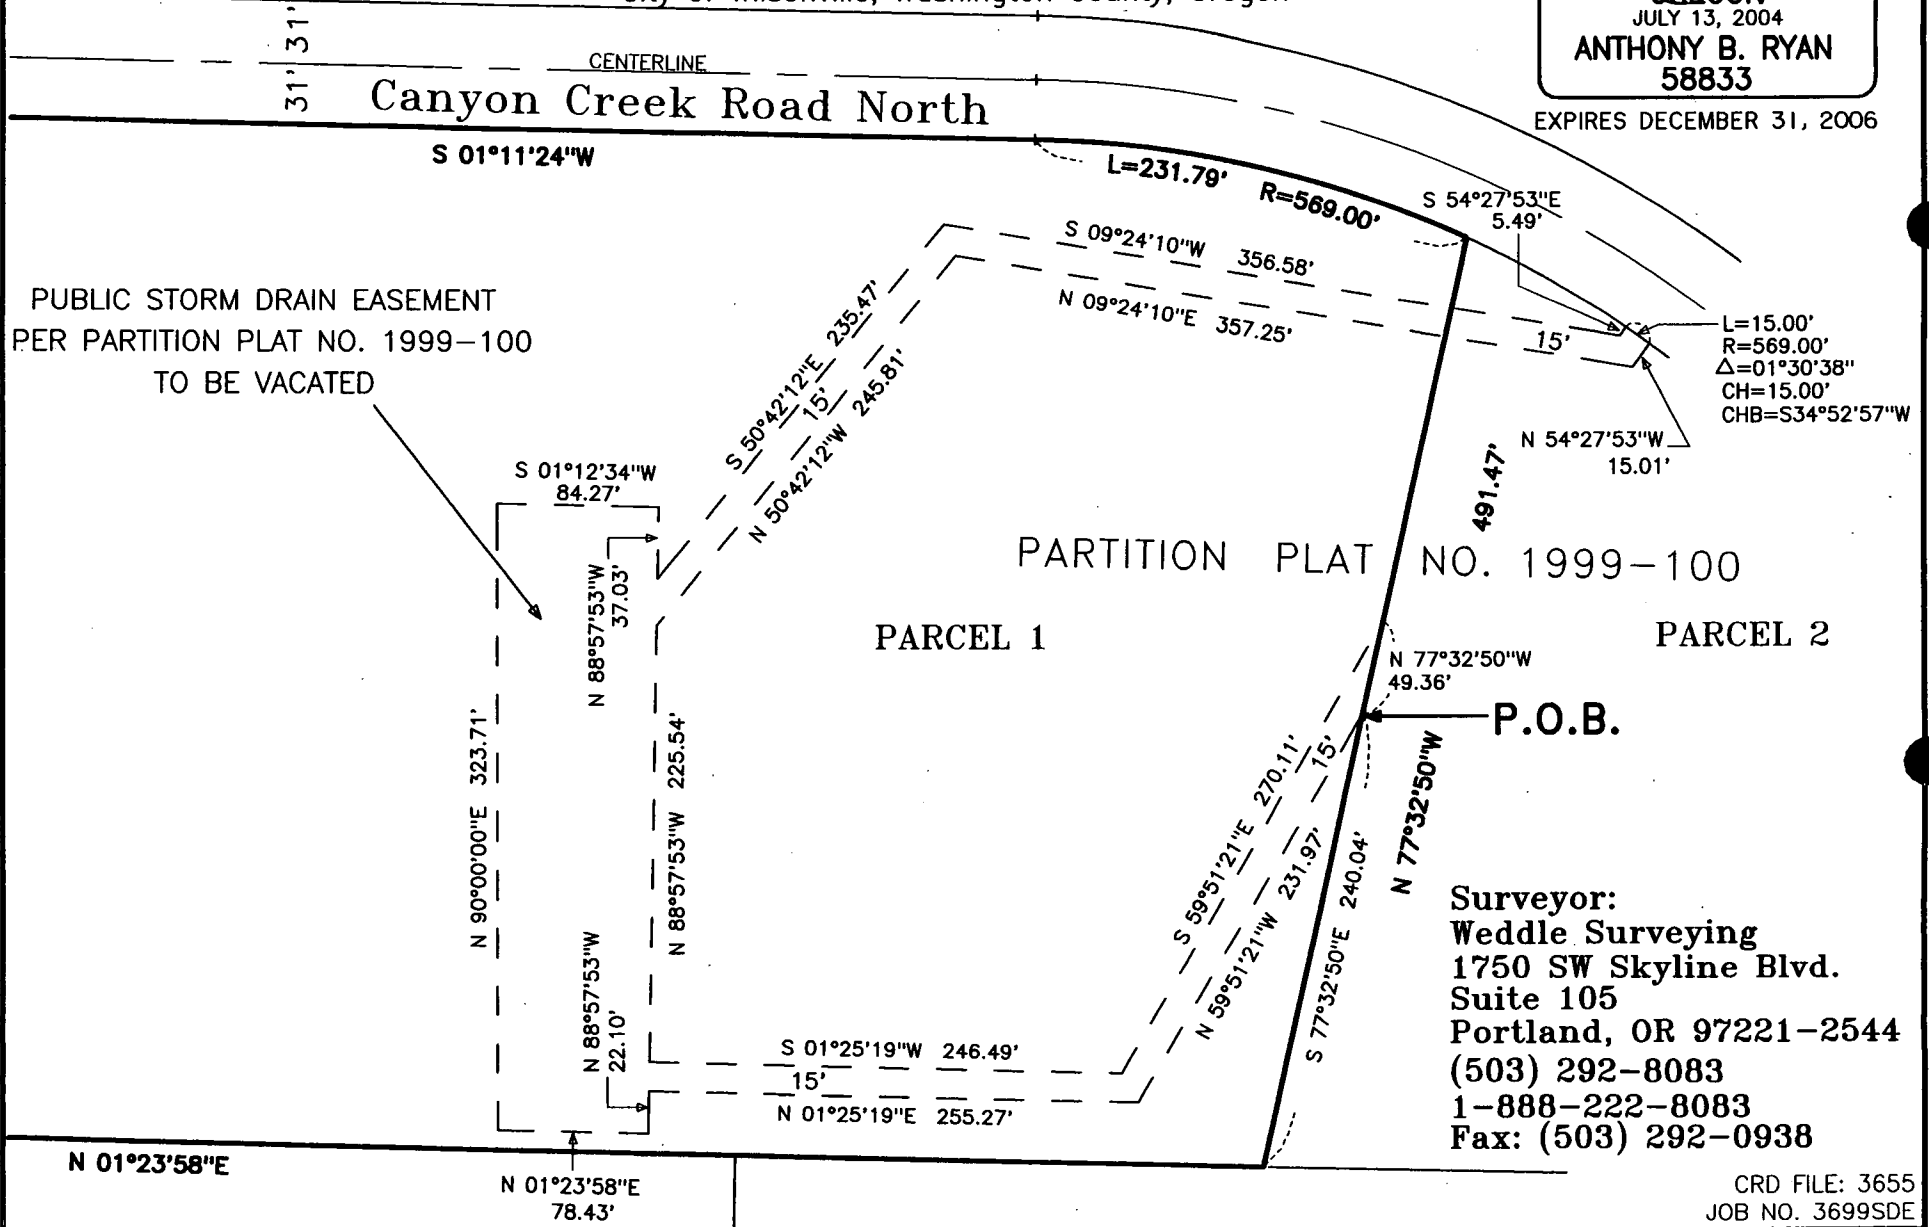 City of Wilsonville, Washington County, Oregon
JULY 13, 2004
ANTHONY B. RYAN
58833
EXPIRES DECEMBER 31, 2006
31'
31'
CENTERLINE
Canyon Creek Road North
S 01°11'24"W
L=231.79' R=569.00'
S 54°27'53"E
5.49'
S 09°24'10"W 356.58'
N 09°24'10"E 357.25'
15'
L=15.00'
R=569.00'
Δ=01°30'38"
CH=15.00'
CHB=S34°52'57"W
N 54°27'53"W
15.01'
PUBLIC STORM DRAIN EASEMENT
PER PARTITION PLAT NO. 1999-100
TO BE VACATED
S 50°42'12"E 235.47'
15'
N 50°42'12"W 245.81'
S 01°12'34"W
84.27'
N 88°57'53"W
37.03'
491.47'
PARTITION PLAT NO. 1999-100
PARCEL 1
PARCEL 2
N 77°32'50"W
49.36'
P.O.B.
N 77°32'50"W
N 90°00'00"E 323.71'
N 88°57'53"W 225.54'
S 59°51'21"E 270.11'
15'
N 59°51'21"W 231.97'
S 77°32'50"E 240.04'
N 88°57'53"W
22.10'
S 01°25'19"W 246.49'
15'
N 01°25'19"E 255.27'
Surveyor:
Weddle Surveying
1750 SW Skyline Blvd.
Suite 105
Portland, OR 97221-2544
(503) 292-8083
1-888-222-8083
Fax: (503) 292-0938
N 01°23'58"E
N 01°23'58"E
78.43'
CRD FILE: 3655
JOB NO. 3699SDE